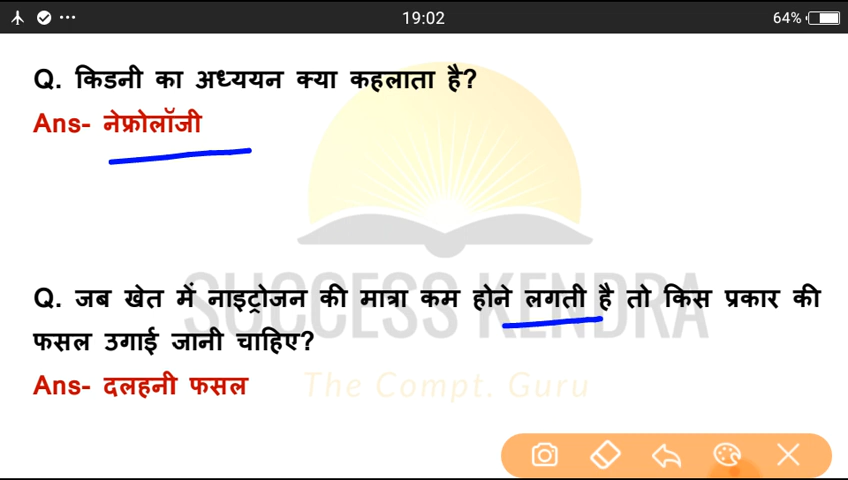 19:02
64%
Q. किडनी का अध्ययन क्या कहलाता है?
Ans- नेफ्रोलॉजी
SUCCESS KENDRA
Q. जब खेत में नाइट्रोजन की मात्रा कम होने लगती है तो किस प्रकार की
फसल उगाई जानी चाहिए?
Ans- दलहनी फसल
The Compt. Guru